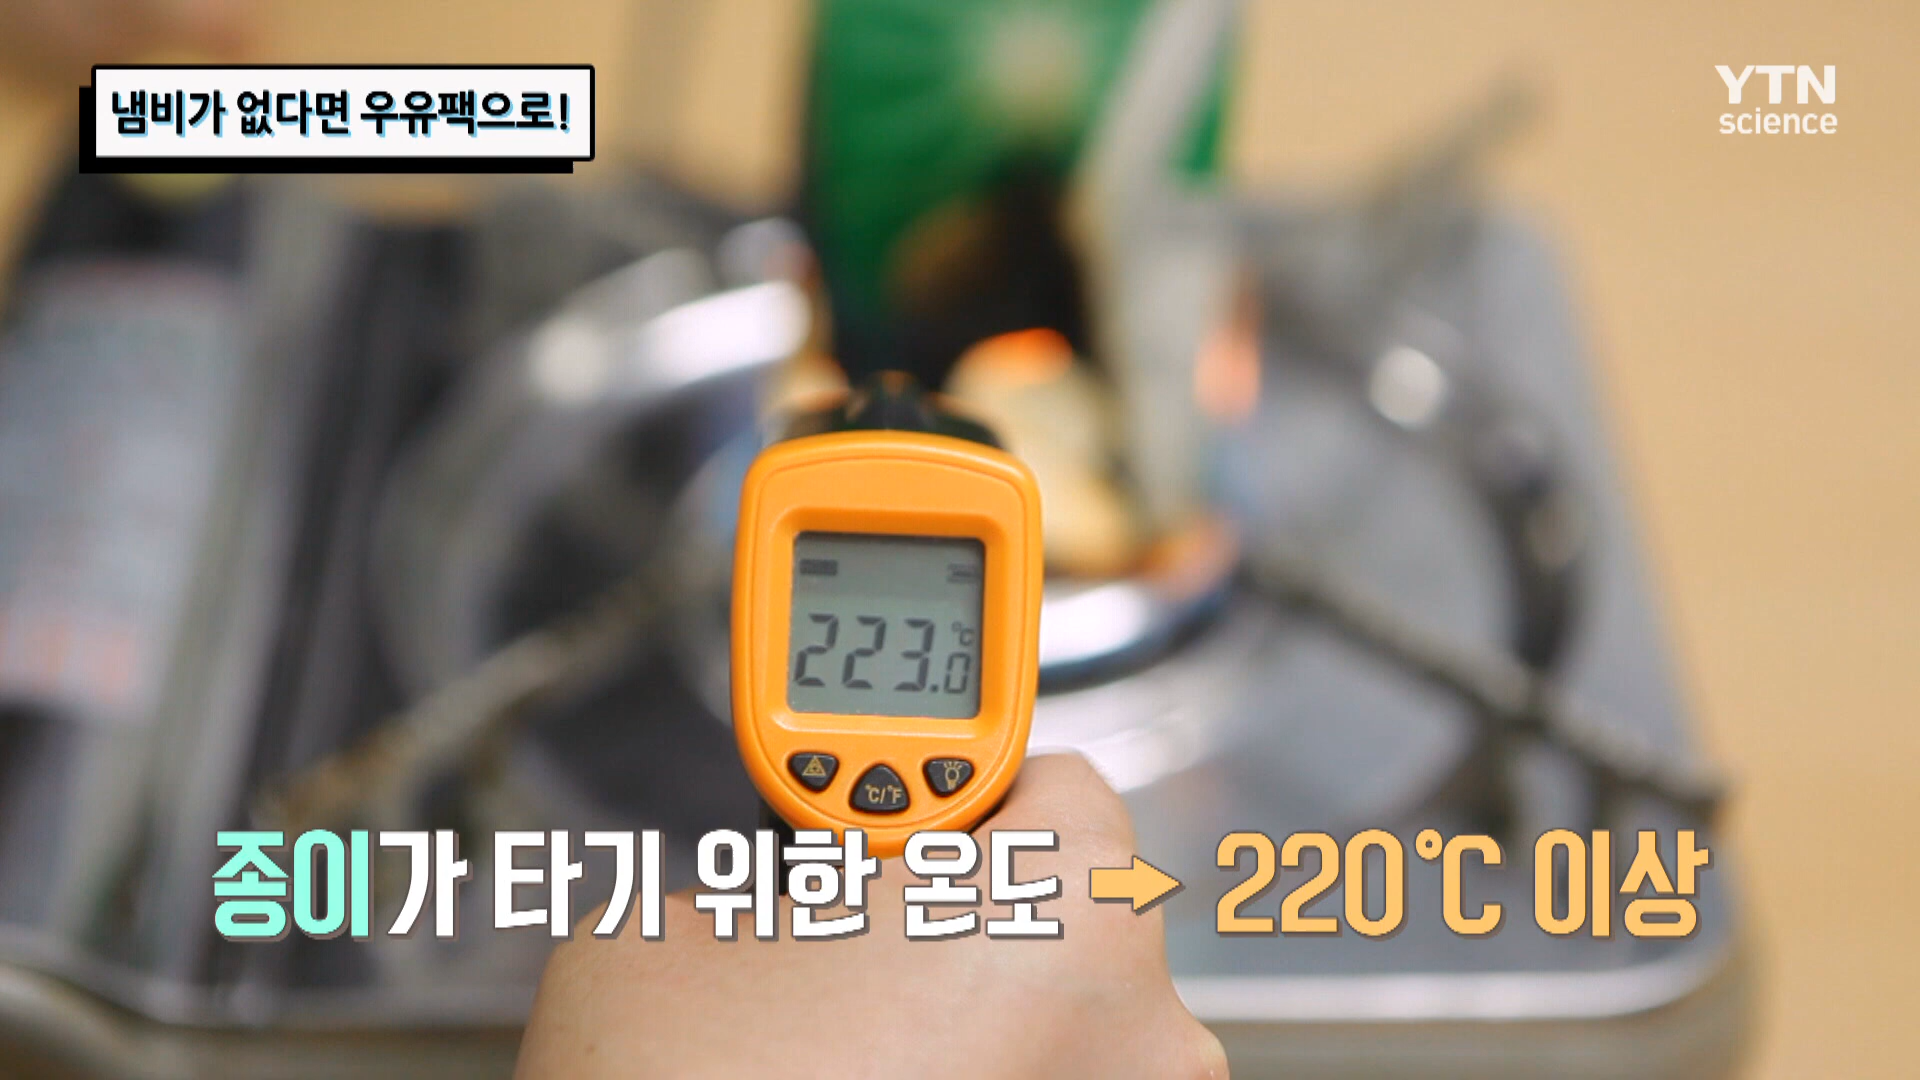 냄비가 없다면 우유팩으로!
YTN
science
223.0 °C
°C/°F
종이가 타기 위한 온도 ➡ 220℃ 이상